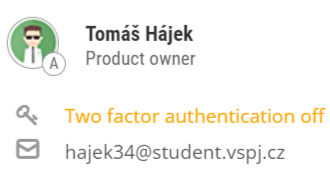 Tomáš Hájek
A Product owner
Two factor authentication off
hajek34@student.vspj.cz